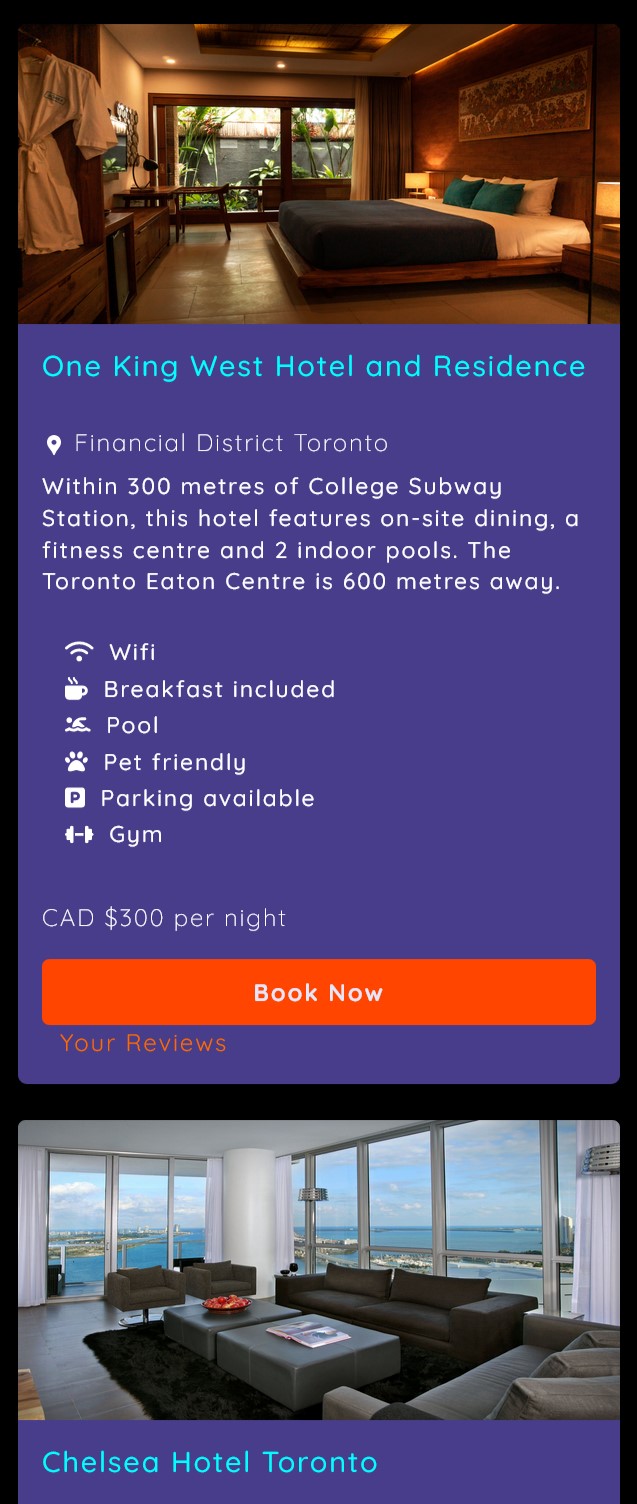 One King West Hotel and Residence
Financial District Toronto
Within 300 metres of College Subway
Station, this hotel features on-site dining, a
fitness centre and 2 indoor pools. The
Toronto Eaton Centre is 600 metres away.
Wifi
Breakfast included
Pool
Pet friendly
P Parking available
Gym
CAD $300 per night
Book Now
Your Reviews
Chelsea Hotel Toronto